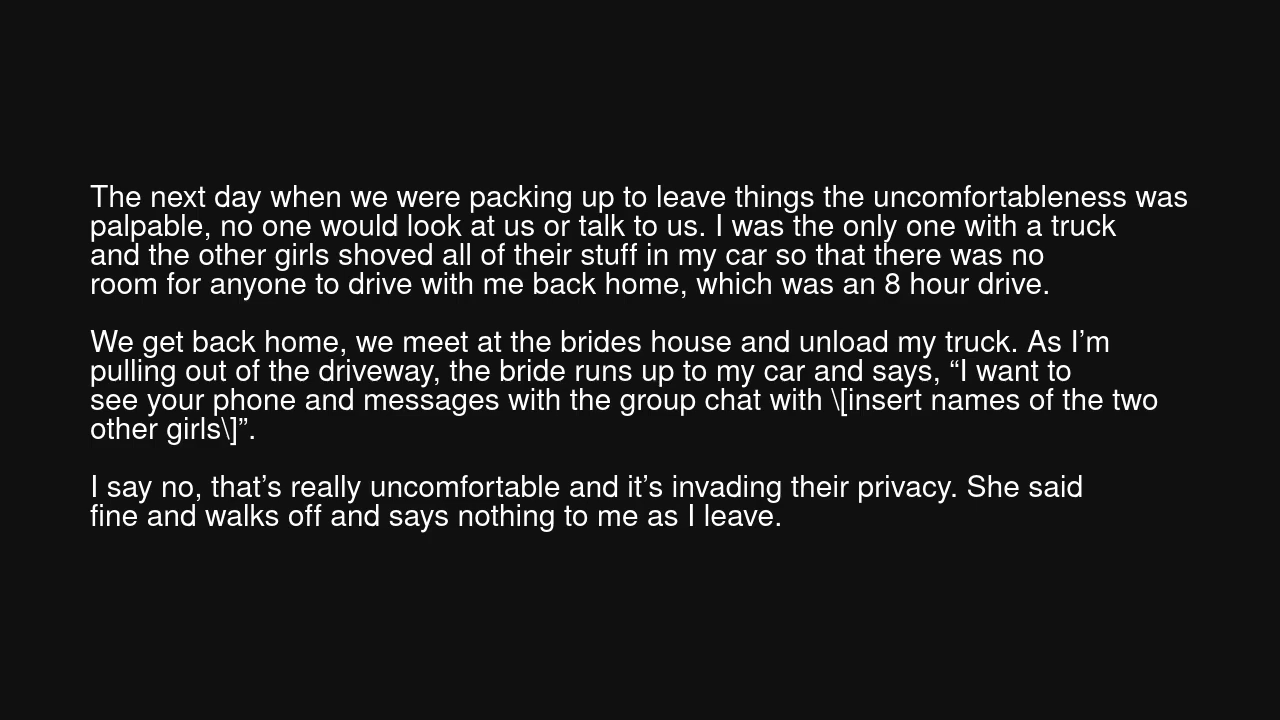 The next day when we were packing up to leave things the uncomfortableness was
palpable, no one would look at us or talk to us. I was the only one with a truck
and the other girls shoved all of their stuff in my car so that there was no
room for anyone to drive with me back home, which was an 8 hour drive.
We get back home, we meet at the brides house and unload my truck. As I’m
pulling out of the driveway, the bride runs up to my car and says, “I want to
see your phone and messages with the group chat with \[insert names of the two
other girls\]”.
I say no, that’s really uncomfortable and it’s invading their privacy. She said
fine and walks off and says nothing to me as I leave.